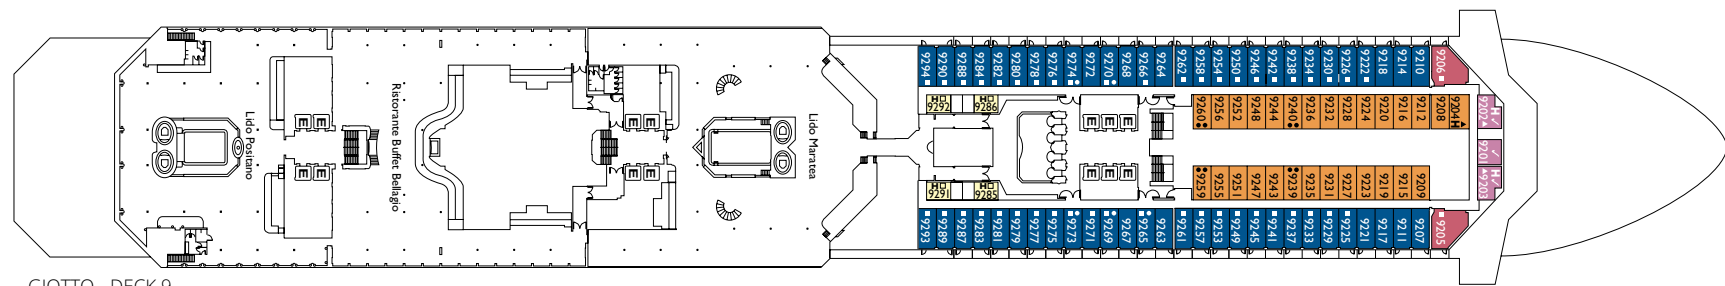 Lido Positano
Ristorante Buffet Bellagio
Lido Maratea
E E
E E
E E
E E
E E E
E E E
9294 9290 9288 9284 9282 9280 9278 9276 9274 9272 9270 9268 9266 9264 9262 9258 9254 9250 9246 9242 9238 9234 9230 9226 9222 9218 9214 9210 9206
H 9292 H 9286
9260 9256 9252 9248 9244 9240 9236 9232 9228 9224 9220 9216 9212 9208 9204 H
H 9202
9201
H 9203
9259 9255 9251 9247 9243 9239 9235 9231 9227 9223 9219 9215 9209
H 9291 H 9285
9293 9289 9287 9283 9281 9279 9277 9275 9273 9271 9269 9267 9265 9263 9261 9257 9253 9249 9245 9241 9237 9233 9229 9225 9221 9217 9211 9207 9205
GIOTTO - DECK 9